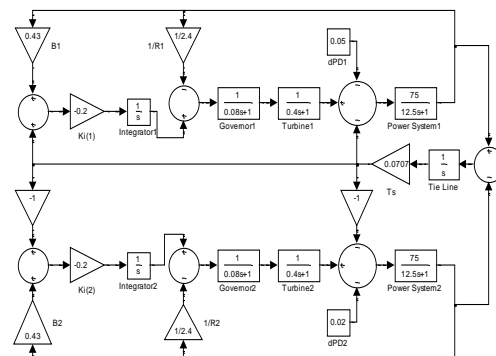 0.43
B1
1/2.4
1/R1
0.05
dPD1
-0.2
Ki(1)
1
s
Integrator1
1
0.08s+1
Governor1
1
0.4s+1
Turbine1
75
12.5s+1
Power System1
0.0707
Ts
1
s
Tie Line
-1
-1
-0.2
Ki(2)
1
s
Integrator2
1
0.08s+1
Governor2
1
0.4s+1
Turbine2
75
12.5s+1
Power System2
B2
0.43
1/2.4
1/R2
0.02
dPD2